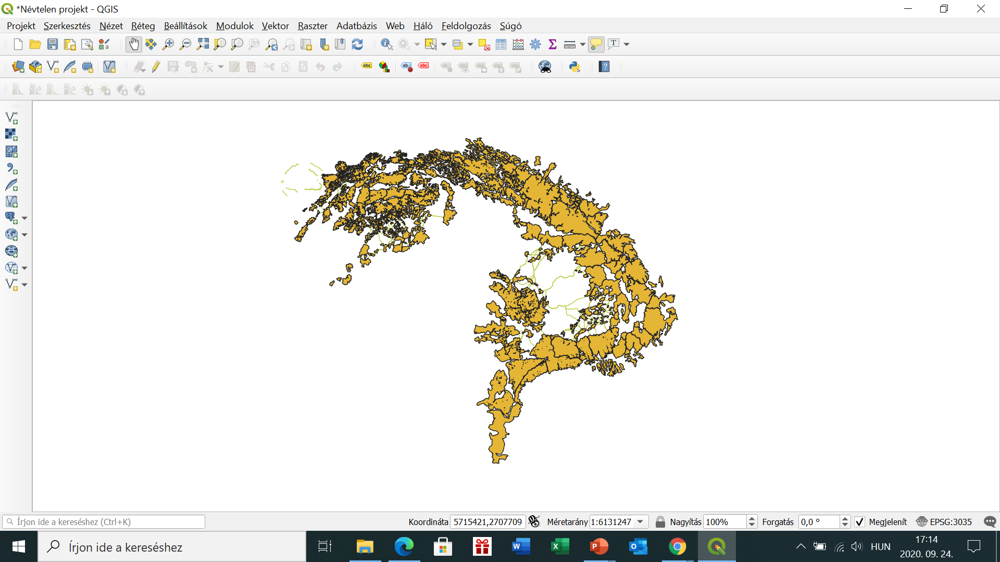 *Névtelen projekt - QGIS
Projekt Szerkesztés Nézet Réteg Beállítások Modulok Vektor Raszter Adatbázis Web Háló Feldolgozás Súgó
Írjon ide a kereséshez (Ctrl+K) Koordináta 5715421,2707709 Méretarány 1:6131247 Nagyítás 100% Forgatás 0,0 ° Megjelenít EPSG:3035
Írjon ide a kereséshez HUN 17:14
2020. 09. 24.